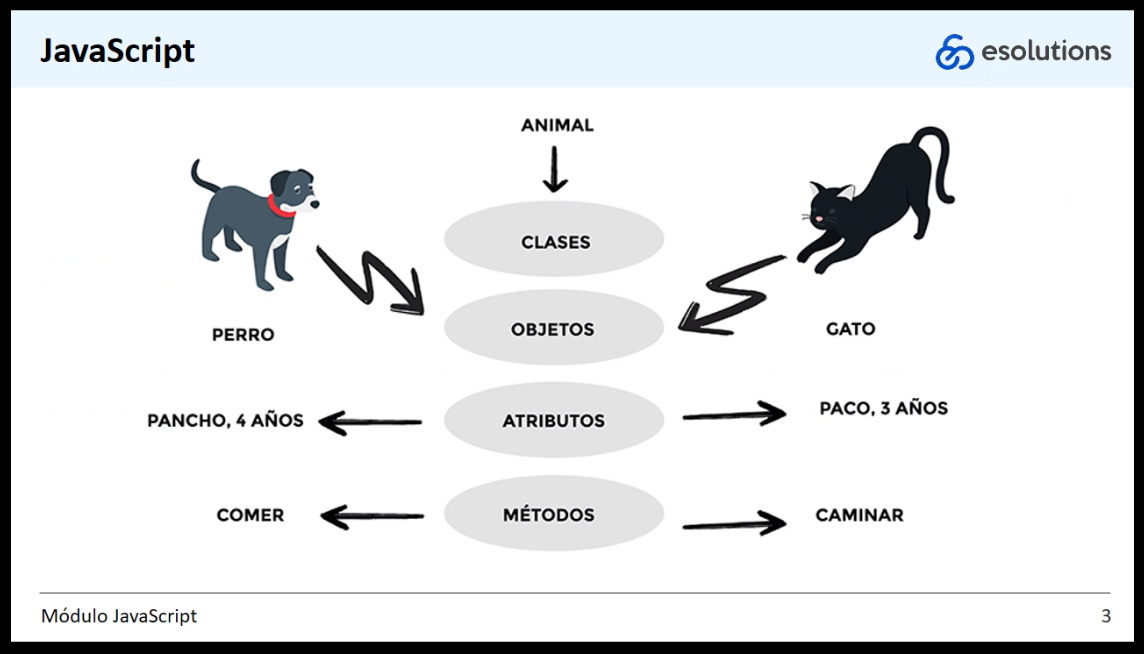 JavaScript
esolutions
ANIMAL
CLASES
OBJETOS
PERRO
GATO
PANCHO, 4 AÑOS
ATRIBUTOS
PACO, 3 AÑOS
COMER
MÉTODOS
CAMINAR
Módulo JavaScript
3